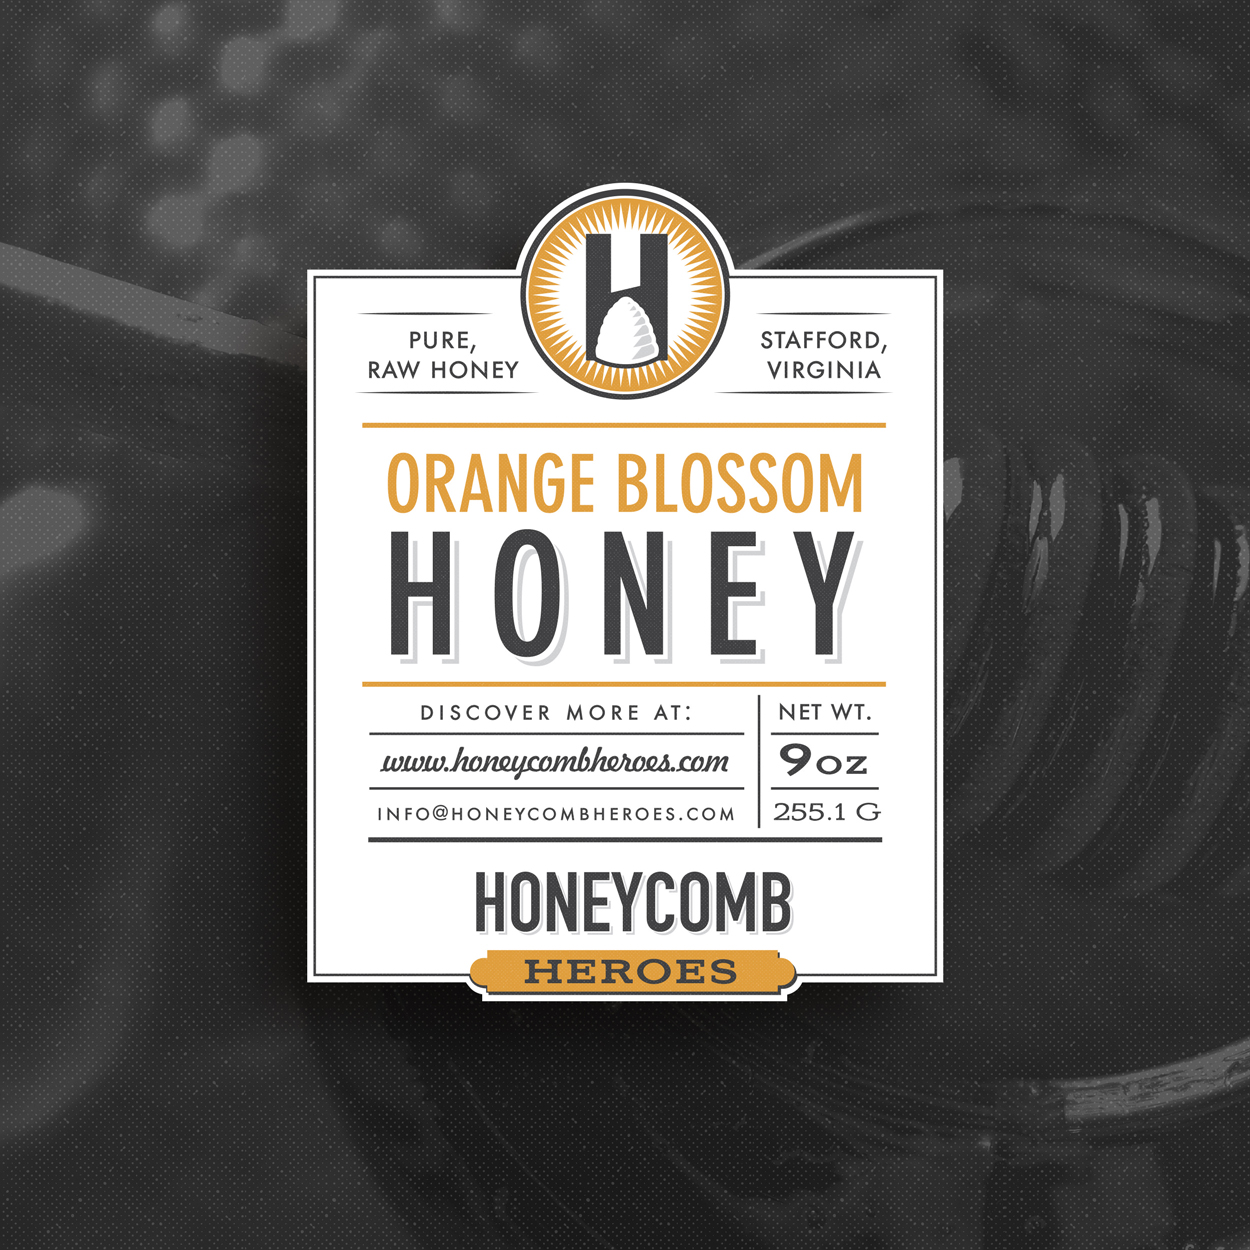 H
PURE,
RAW HONEY
STAFFORD,
VIRGINIA
ORANGE BLOSSOM
HONEY
DISCOVER MORE AT:
www.honeycombheroes.com
INFO@HONEYCOMBHEROES.COM
NET WT.
9oz
255.1 G
HONEYCOMB
HEROES